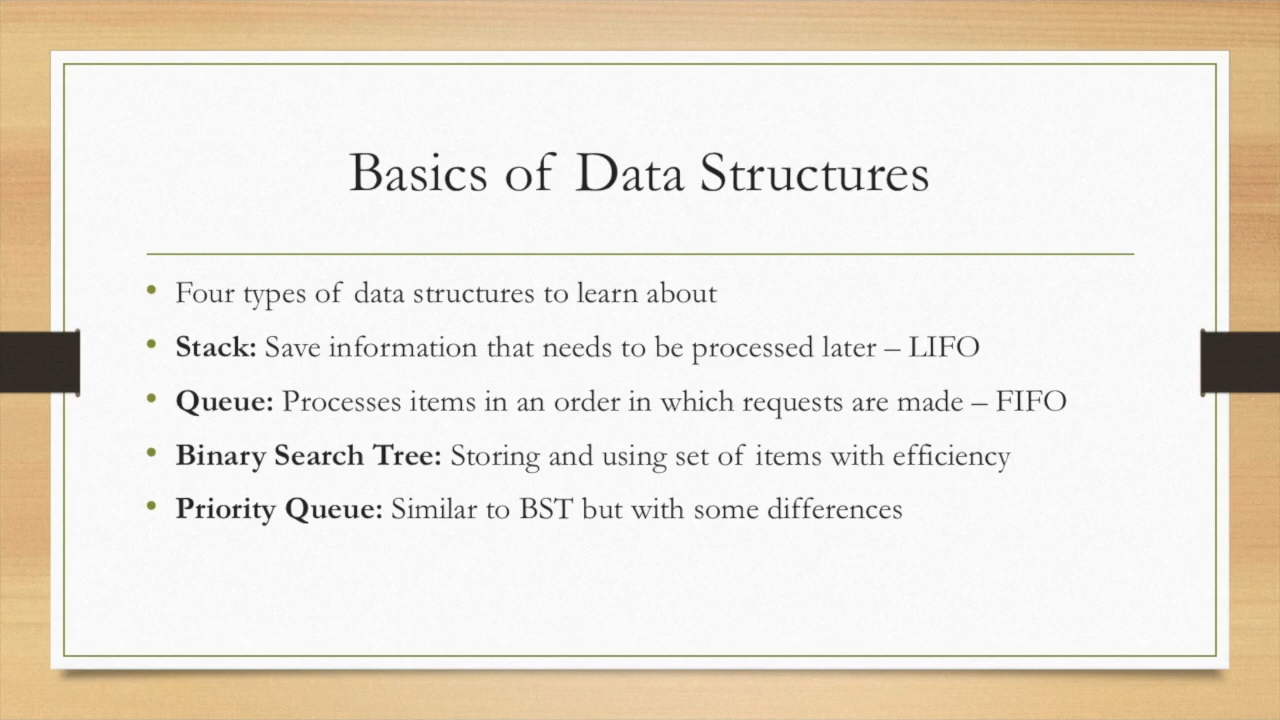 Basics of Data Structures
• Four types of data structures to learn about
• Stack: Save information that needs to be processed later – LIFO
• Queue: Processes items in an order in which requests are made – FIFO
• Binary Search Tree: Storing and using set of items with efficiency
• Priority Queue: Similar to BST but with some differences